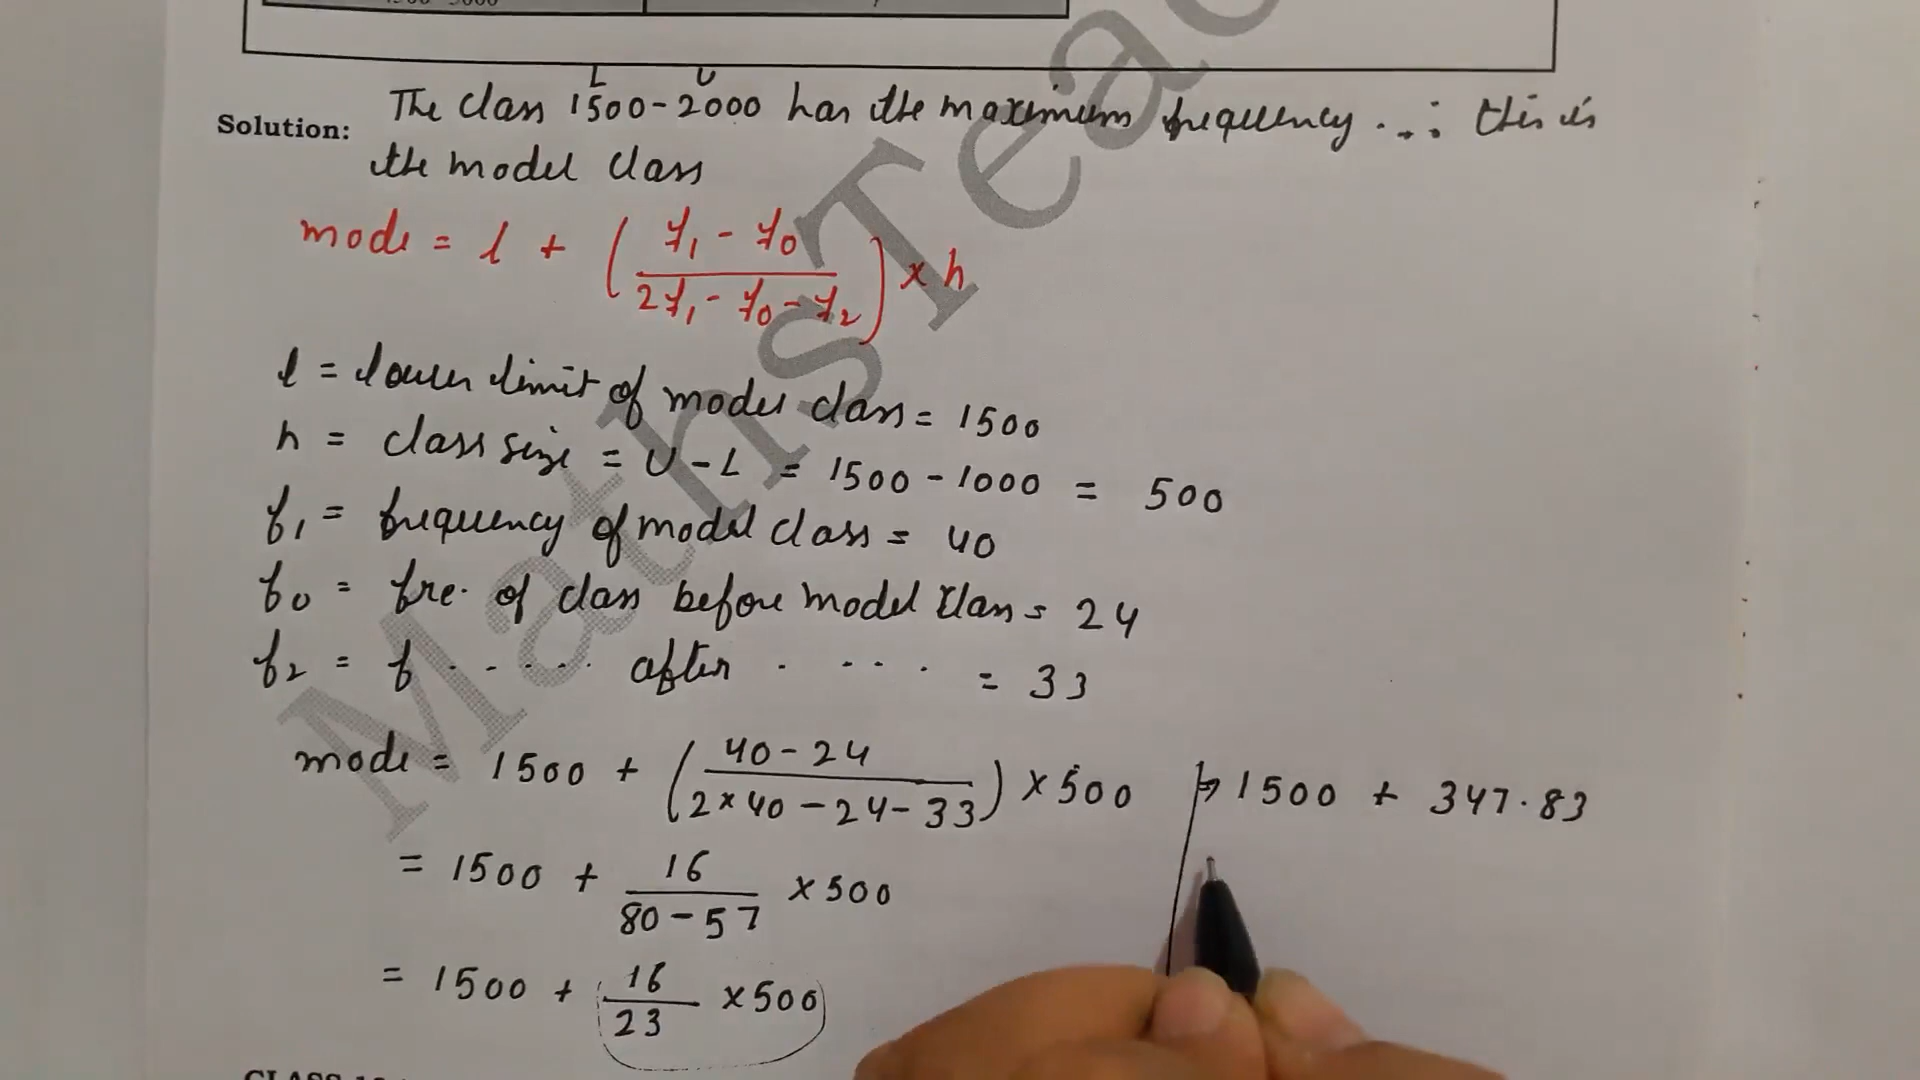 L U
Solution: The class 1500-2000 has the maximum frequency. ∴ this is
the model class
mode = l + (f₁ - f₀ / 2f₁ - f₀ - f₂) × h
l = lower limit of model class = 1500
h = class size = U - L = 1500 - 1000 = 500
f₁ = frequency of model class = 40
f₀ = fre. of class before model class = 24
f₂ = f . . . . . after . . . . = 33
mode = 1500 + (40 - 24 / 2 × 40 - 24 - 33) × 500
= 1500 + 16 / 80 - 57 × 500
= 1500 + 16 / 23 × 500
⇒ 1500 + 347.83
Maths Teac